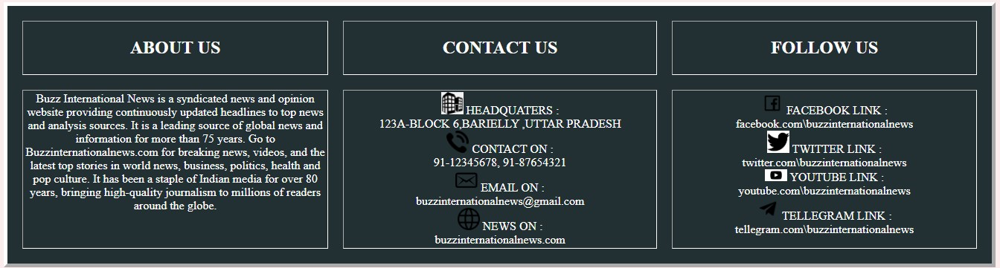 ABOUT US
Buzz International News is a syndicated news and opinion
website providing continuously updated headlines to top news
and analysis sources. It is a leading source of global news and
information for more than 75 years. Go to
Buzzinternationalnews.com for breaking news, videos, and the
latest top stories in world news, business, politics, health and
pop culture. It has been a staple of Indian media for over 80
years, bringing high-quality journalism to millions of readers
around the globe.
CONTACT US
HEADQUATERS :
123A-BLOCK 6,BARIELLY ,UTTAR PRADESH
CONTACT ON :
91-12345678, 91-87654321
EMAIL ON :
buzzinternationalnews@gmail.com
NEWS ON :
buzzinternationalnews.com
FOLLOW US
FACEBOOK LINK :
facebook.com\buzzinternationalnews
TWITTER LINK :
twitter.com\buzzinternationalnews
YOUTUBE LINK :
youtube.com\buzzinternationalnews
TELLEGRAM LINK :
tellegram.com\buzzinternationalnews